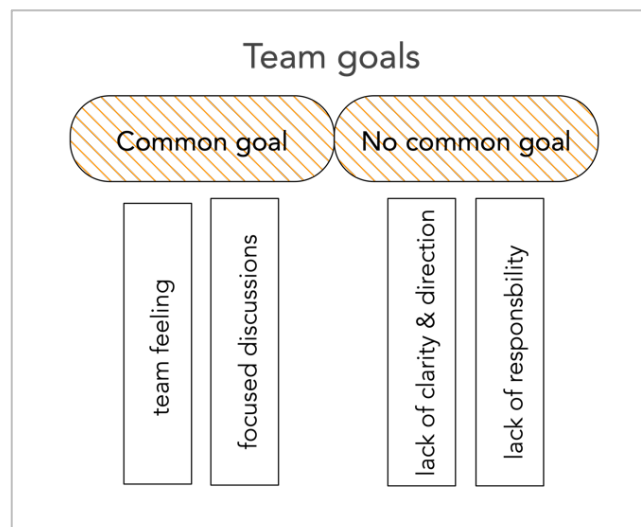 Team goals
Common goal
No common goal
team feeling
focused discussions
lack of clarity & direction
lack of responsbility